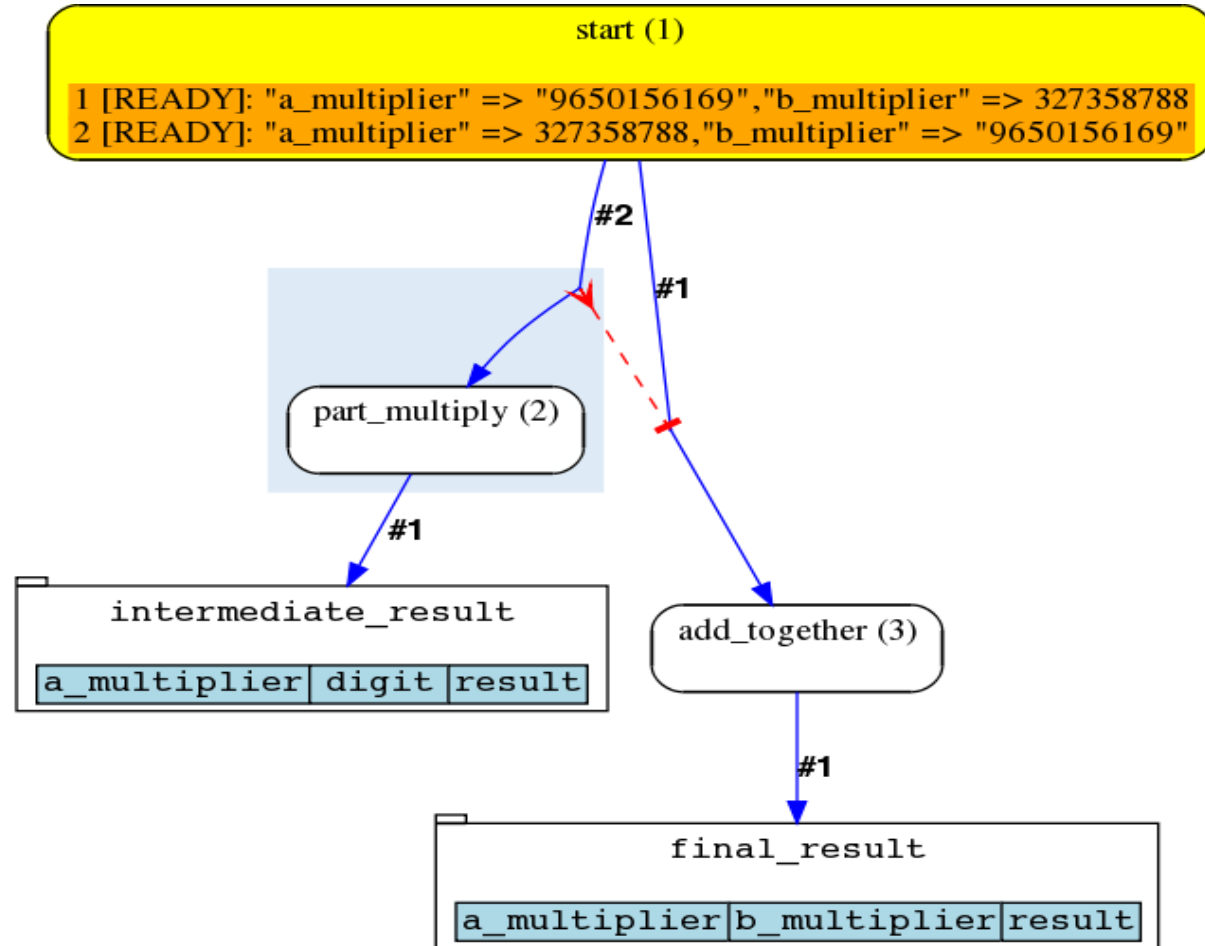 start (1)
1 [READY]: "a_multiplier" => "9650156169","b_multiplier" => 327358788
2 [READY]: "a_multiplier" => 327358788,"b_multiplier" => "9650156169"
#2
#1
part_multiply (2)
#1
intermediate_result
a_multiplier digit result
add_together (3)
#1
final_result
a_multiplier b_multiplier result